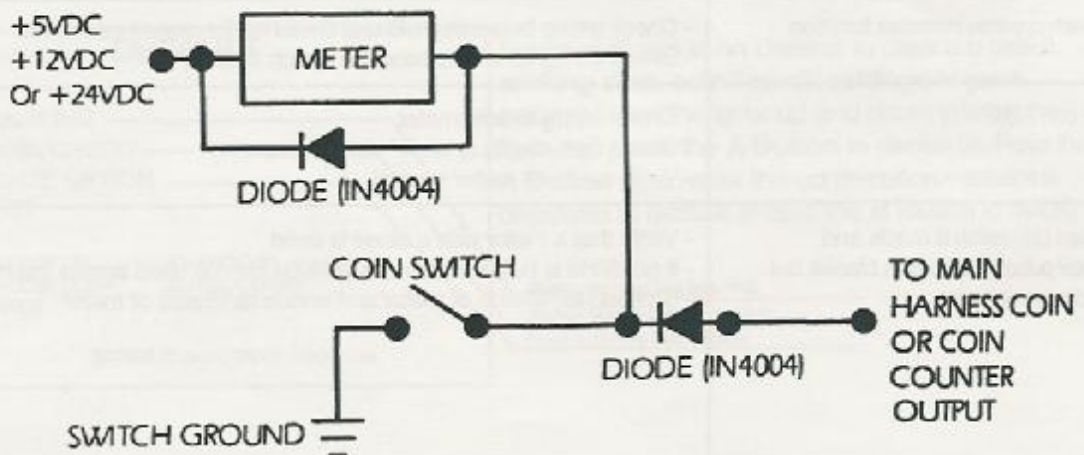 +5VDC
+12VDC
Or +24VDC
METER
DIODE (IN4004)
COIN SWITCH
TO MAIN
HARNESS COIN
OR COIN
COUNTER
OUTPUT
DIODE (IN4004)
SWITCH GROUND